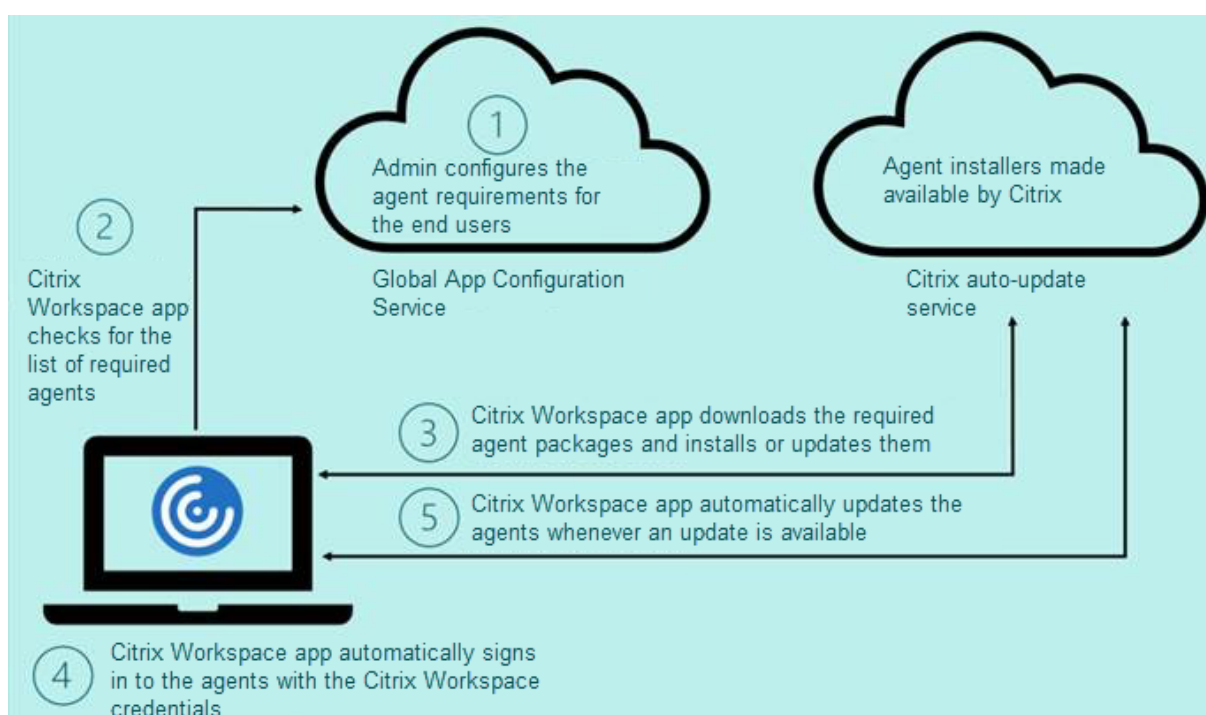 1
Admin configures the
agent requirements for
the end users
Global App Configuration
Service
Agent installers made
available by Citrix
Citrix auto-update
service
2
Citrix
Workspace app
checks for the
list of required
agents
3
Citrix Workspace app downloads the required
agent packages and installs or updates them
5
Citrix Workspace app automatically updates the
agents whenever an update is available
4
Citrix Workspace app automatically signs
in to the agents with the Citrix Workspace
credentials